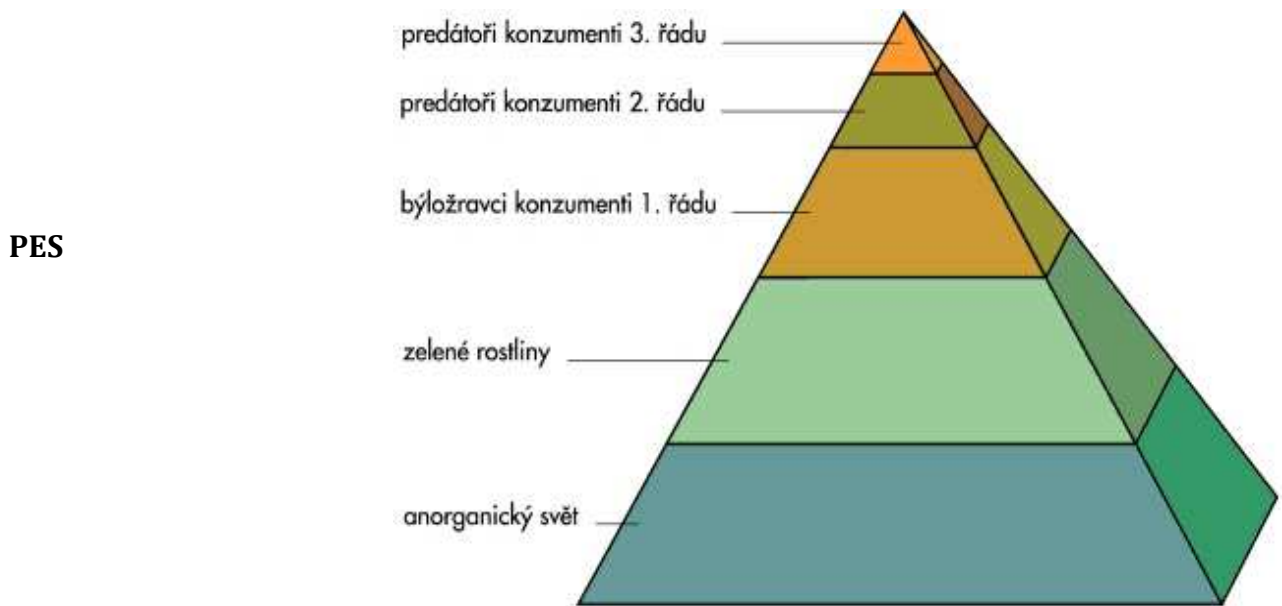 predátoři konzumenti 3. řádu
predátoři konzumenti 2. řádu
býložravci konzumenti 1. řádu
PES
zelené rostliny
anorganický svět